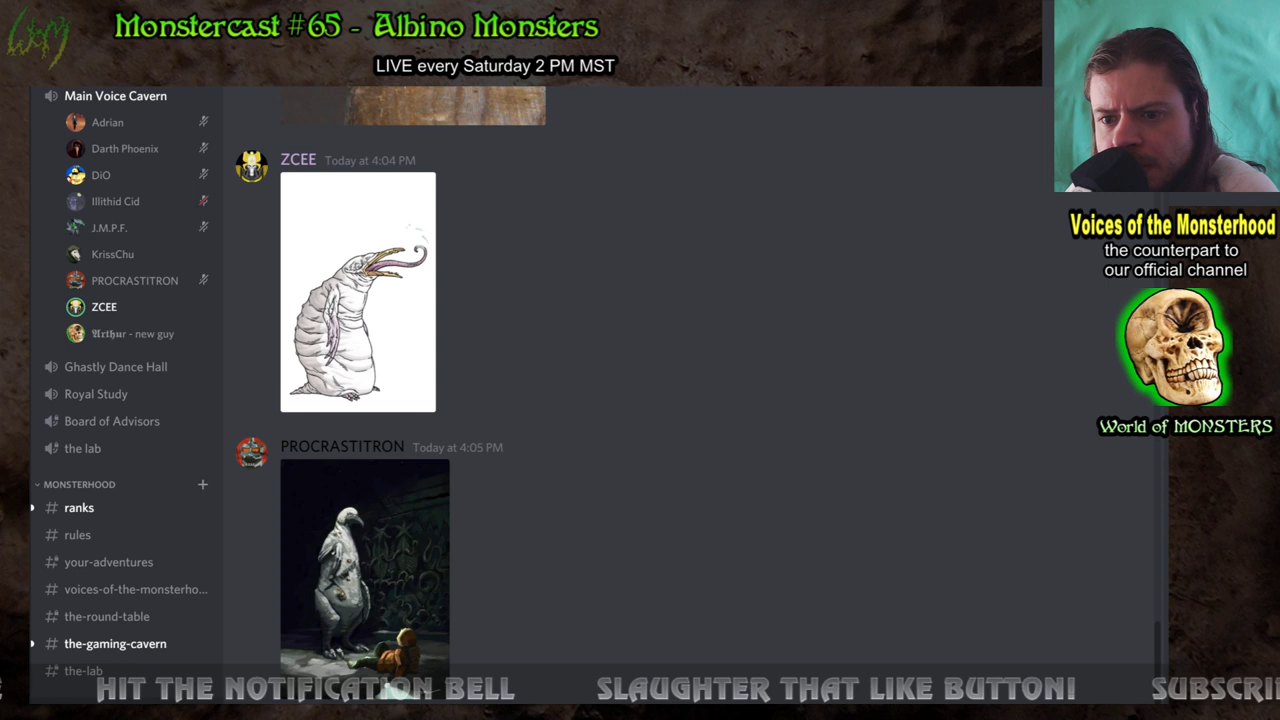 Monstercast #65 - Albino Monsters
LIVE every Saturday 2 PM MST
Main Voice Cavern
Adrian
Darth Phoenix
DiO
Illithid Cid
J.M.P.F.
KrissChu
PROCRASTITRON
ZCEE
𝕬𝖗𝖙𝖍𝖚𝖗 - new guy
Ghastly Dance Hall
Royal Study
Board of Advisors
the lab
MONSTERHOOD
ranks
rules
your-adventures
voices-of-the-monsterho...
the-round-table
the-gaming-cavern
the-lab
ZCEE Today at 4:04 PM
PROCRASTITRON Today at 4:05 PM
Voices of the Monsterhood
the counterpart to
our official channel
World of MONSTERS
HIT THE NOTIFICATION BELL SLAUGHTER THAT LIKE BUTTON! SUBSCRI